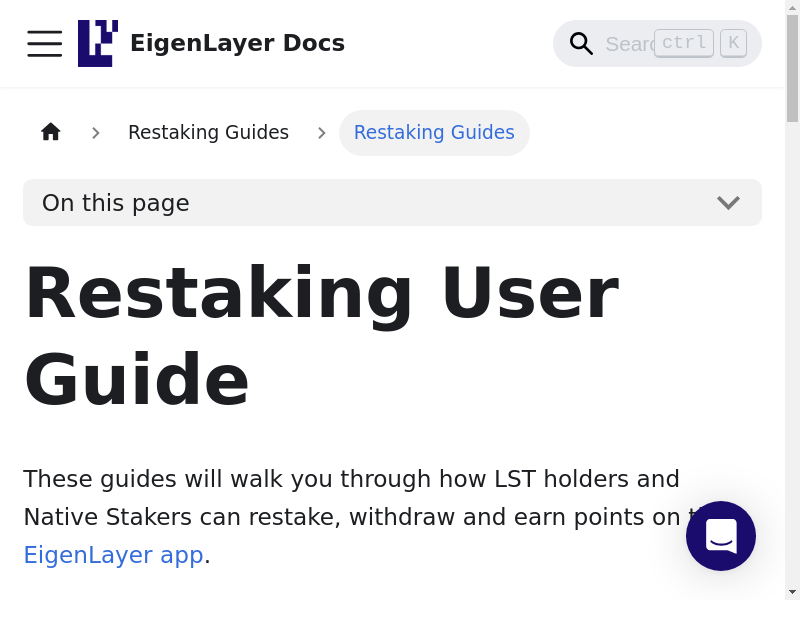 EigenLayer Docs
Searc ctrl K
Restaking Guides Restaking Guides
On this page
Restaking User
Guide
These guides will walk you through how LST holders and
Native Stakers can restake, withdraw and earn points on
EigenLayer app.